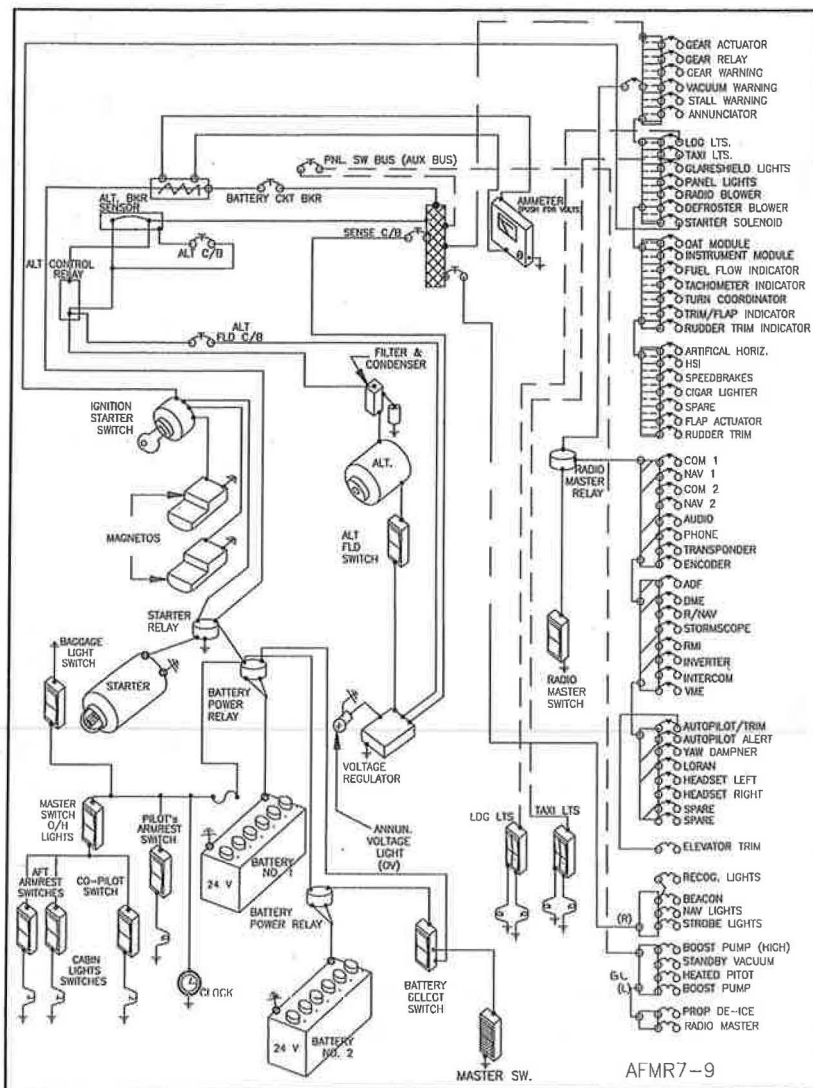 GEAR ACTUATOR
GEAR RELAY
GEAR WARNING
VACUUM WARNING
STALL WARNING
ANNUNCIATOR
LDG LTS.
TAXI LTS.
GLARESHIELD LIGHTS
PANEL LIGHTS
RADIO BLOWER
DEFROSTER BLOWER
STARTER SOLENOID
OAT MODULE
INSTRUMENT MODULE
FUEL FLOW INDICATOR
TACHOMETER INDICATOR
TURN COORDINATOR
TRIM/FLAP INDICATOR
RUDDER TRIM INDICATOR
ARTIFICAL HORIZ.
HSI
SPEEDBRAKES
CIGAR LIGHTER
SPARE
FLAP ACTUATOR
RUDDER TRIM
COM 1
NAV 1
COM 2
NAV 2
AUDIO
PHONE
TRANSPONDER
ENCODER
ADF
DME
R/NAV
STORMSCOPE
RMI
INVERTER
INTERCOM
VME
AUTOPILOT/TRIM
AUTOPILOT ALERT
YAW DAMPNER
LORAN
HEADSET LEFT
HEADSET RIGHT
SPARE
SPARE
ELEVATOR TRIM
RECOG. LIGHTS
BEACON
NAV LIGHTS
STROBE LIGHTS
(R)
BOOST PUMP (HIGH)
STANDBY VACUUM
HEATED PITOT
BOOST PUMP
(L)
PROP DE-ICE
RADIO MASTER
PNL. SW BUS (AUX BUS)
BATTERY CKT BKR
AMMETER
(PUSH FOR VOLTS)
ALT. BKR
SENSOR
SENSE C/B
ALT C/B
ALT CONTROL
RELAY
ALT
FLD C/B
FILTER &
CONDENSER
IGNITION
STARTER
SWITCH
ALT.
RADIO
MASTER
RELAY
MAGNETOS
ALT
FLD
SWITCH
STARTER
RELAY
BAGGAGE
LIGHT
SWITCH
STARTER
BATTERY
POWER
RELAY
RADIO
MASTER
SWITCH
VOLTAGE
REGULATOR
MASTER
SWITCH
O/H
LIGHTS
PILOT's
ARMREST
SWITCH
ANNUN.
VOLTAGE
LIGHT
(OV)
LDG LTS
TAXI LTS
AFT
ARMREST
SWITCHES
CO-PILOT
SWITCH
BATTERY
NO. 1
24 V
BATTERY
POWER RELAY
CABIN
LIGHTS
SWITCHES
CLOCK
BATTERY
SELECT
SWITCH
BATTERY
NO. 2
24 V
MASTER SW.
AFMR7-9